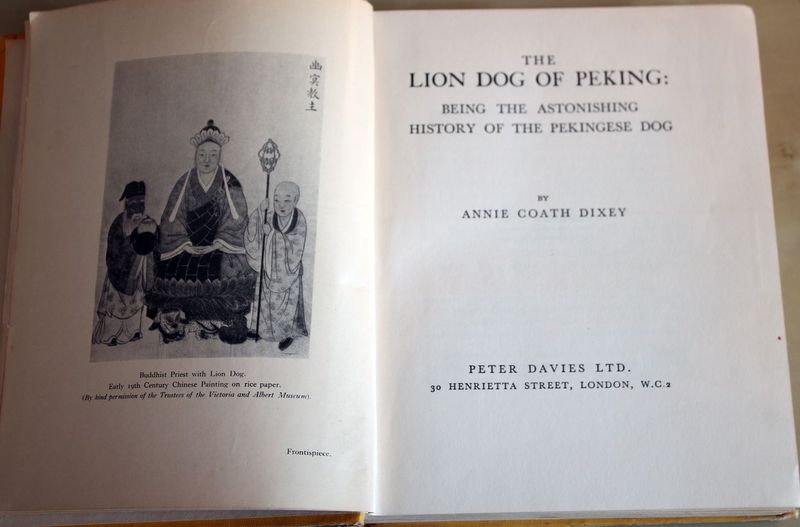 幽冥教主
Buddhist Priest with Lion Dog.
Early 19th Century Chinese Painting on rice paper.
(By kind permission of the Trustees of the Victoria and Albert Museum).
Frontispiece.
THE
LION DOG OF PEKING:
BEING THE ASTONISHING
HISTORY OF THE PEKINGESE DOG
BY
ANNIE COATH DIXEY
PETER DAVIES LTD.
30 HENRIETTA STREET, LONDON, W.C.2